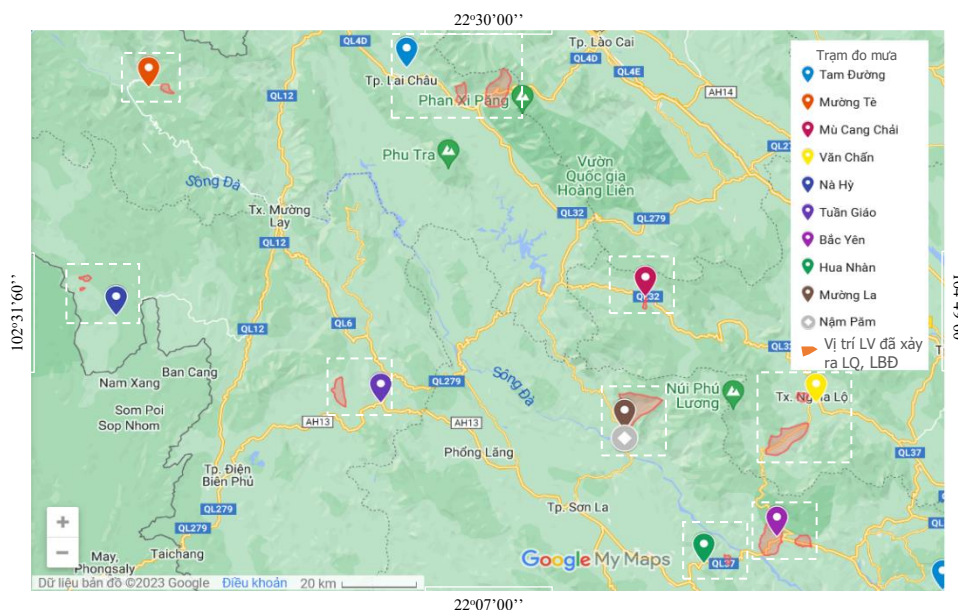 22°30'00''
QL4D
Tp. Lào Cai
QL4D
Tp. Lai Châu
QL4E
QL12
Phan Xi Păng
AH14
Phu Tra
Vườn
Quốc gia
Hoàng Liên
Sông Đà
Tx. Mường
Lay
QL32
QL279
QL12
102°31'60''
QL32
QL12
QL6
Ban Cang
Nam Xang
QL279
Sông Đà
Núi Phú
Lương
Som Poi
Sop Nhom
AH13
AH13
Phổng Lăng
QL37
Tp. Điện
Biên Phủ
QL279
Tp. Sơn La
QL279
May,
Phongsaly
Taichang
QL37
Google My Maps
Dữ liệu bản đồ ©2023 Google
Điều khoản
20 km
22°07'00''
Trạm đo mưa
Tam Đường
Mường Tè
Mù Cang Chải
Văn Chấn
Nà Hỳ
Tuần Giáo
Bắc Yên
Hua Nhàn
Mường La
Nậm Păm
Vị trí LV đã xảy
ra LQ, LBĐ